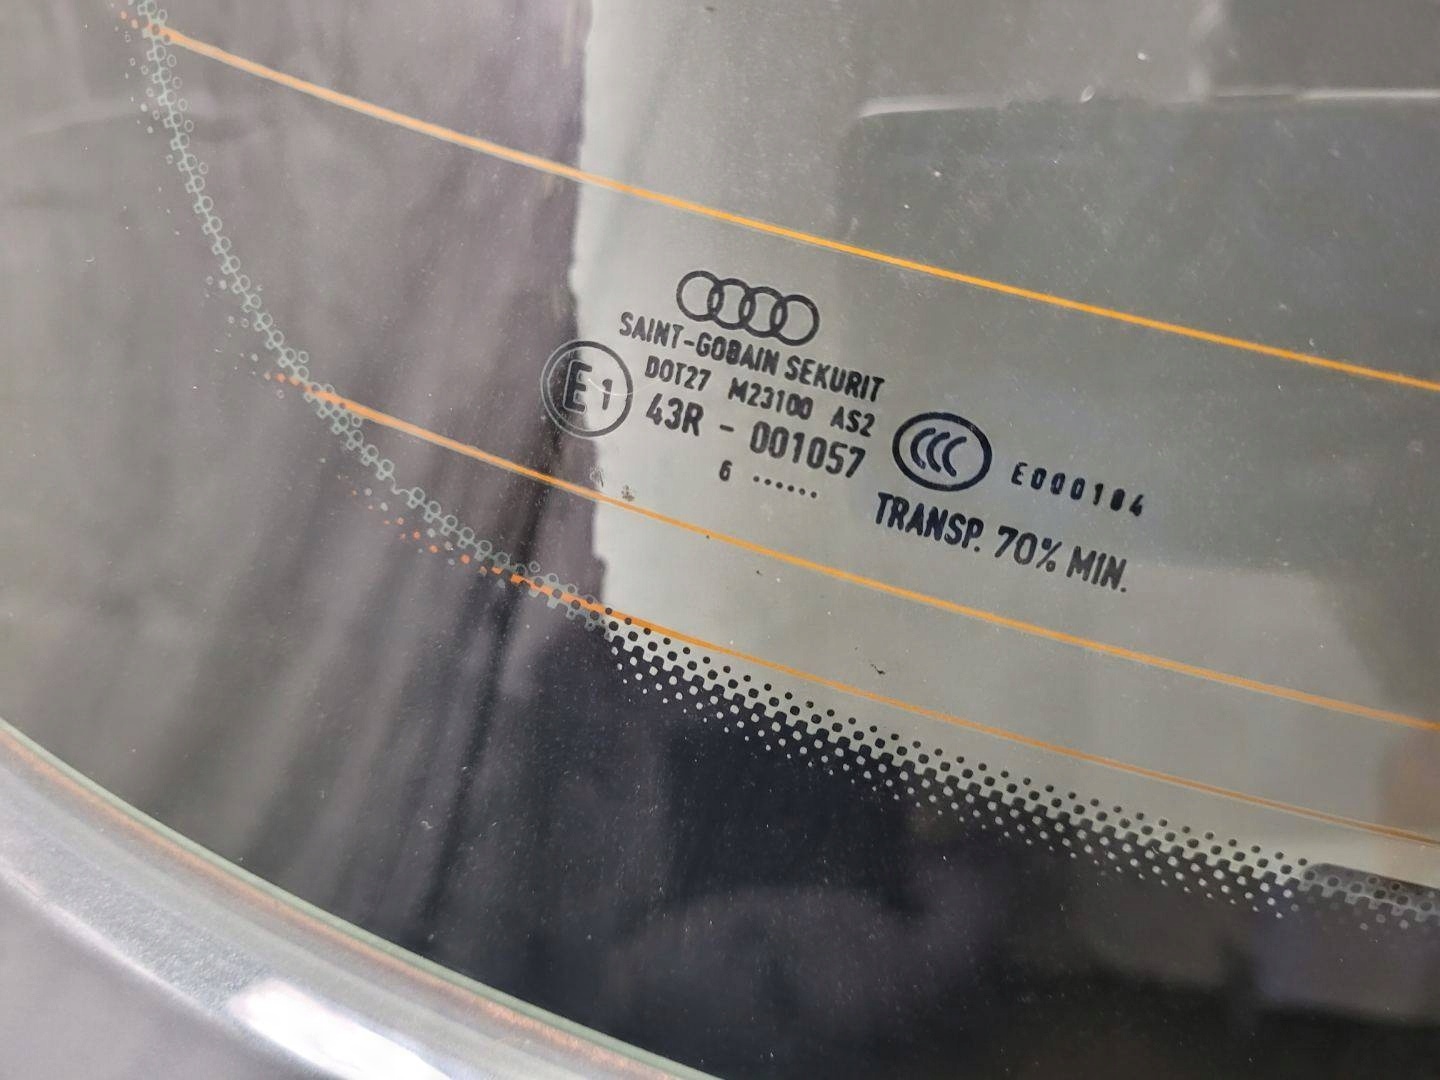 SAINT-GOBAIN SEKURIT
DOT27 M23100 AS2
E1 43R - 001057
6 ......
CCC E000184
TRANSP. 70% MIN.